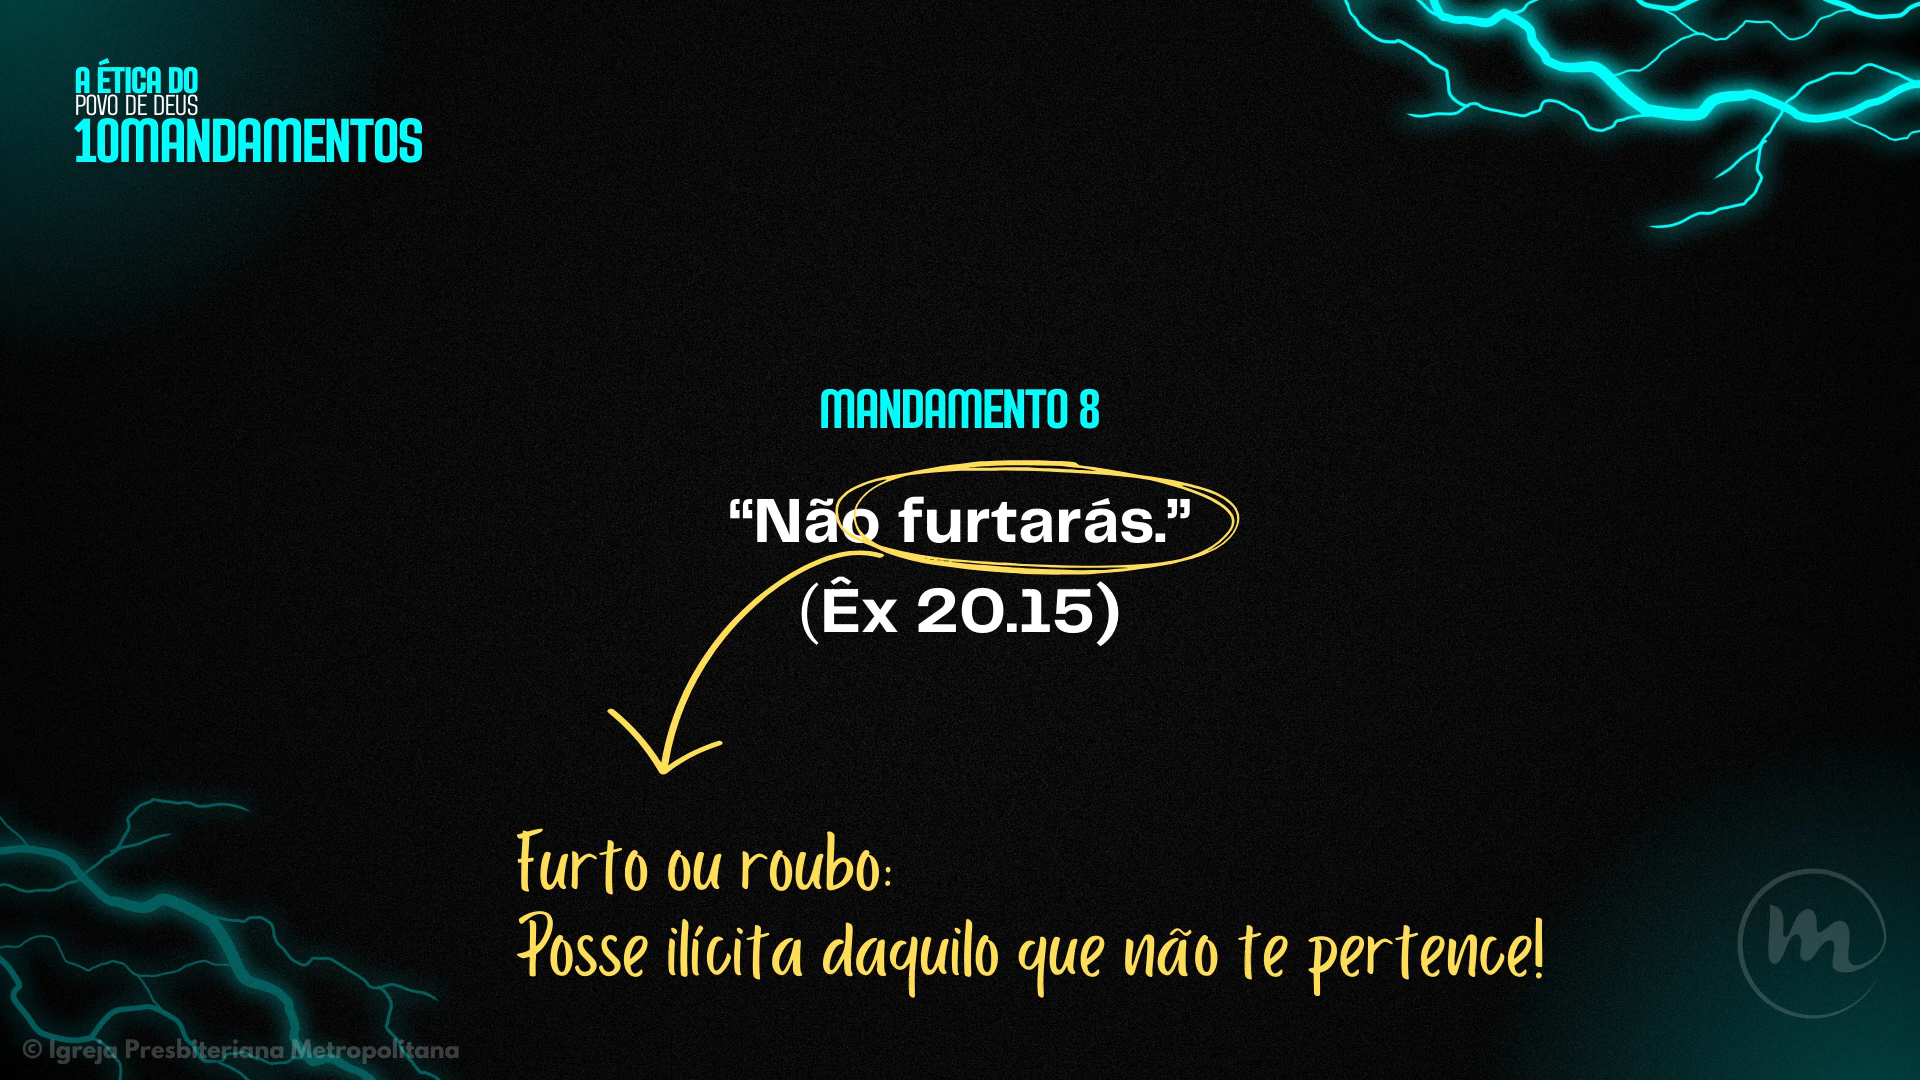 A ÉTICA DO
POVO DE DEUS
10MANDAMENTOS
MANDAMENTO 8
“Não furtarás.”
(Êx 20.15)
Furto ou roubo:
Posse ilícita daquilo que não te pertence!
m
© Igreja Presbiteriana Metropolitana